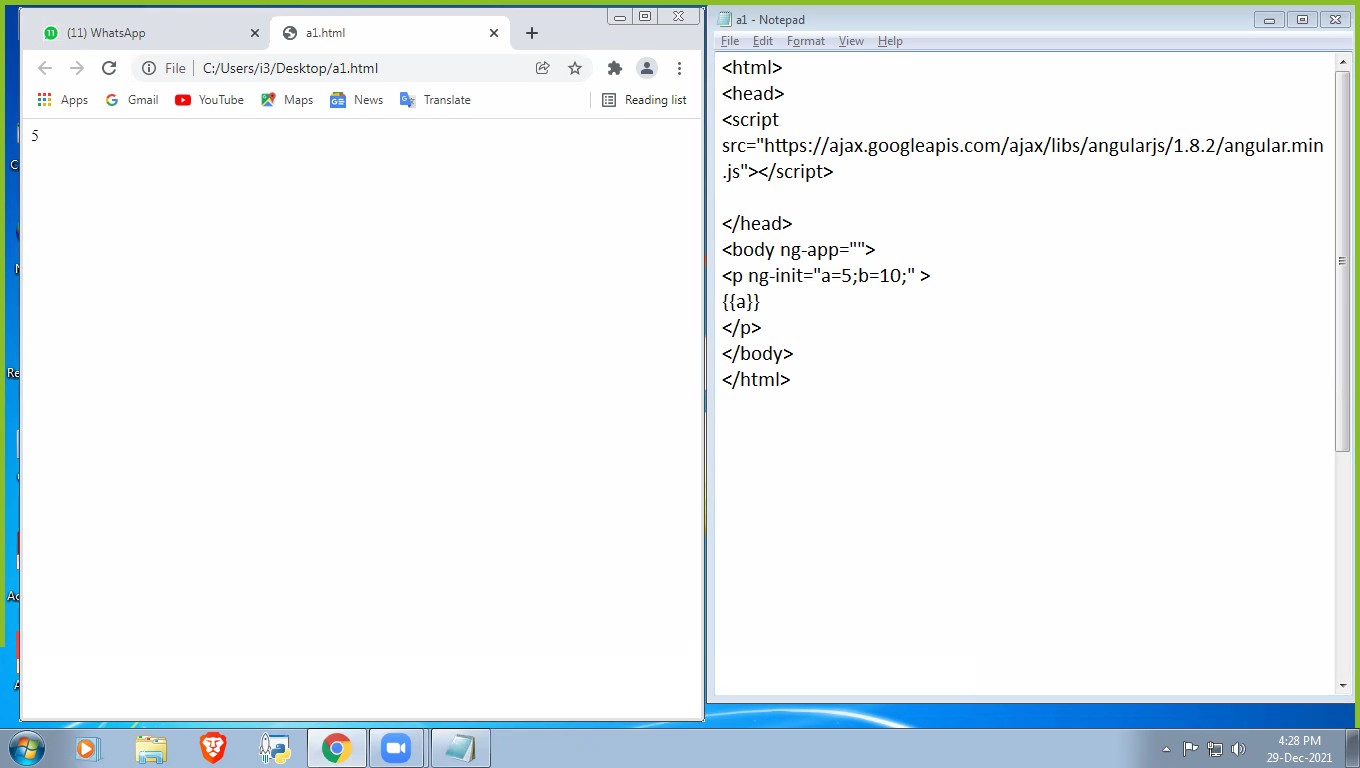 11 (11) WhatsApp
a1.html
File C:/Users/i3/Desktop/a1.html
Apps Gmail YouTube Maps News Translate Reading list
5
a1 - Notepad
File Edit Format View Help
<html>
<head>
<script
src="https://ajax.googleapis.com/ajax/libs/angularjs/1.8.2/angular.min
.js"></script>
</head>
<body ng-app="">
<p ng-init="a=5;b=10;" >
{{a}}
</p>
</body>
</html>
4:28 PM
29-Dec-2021